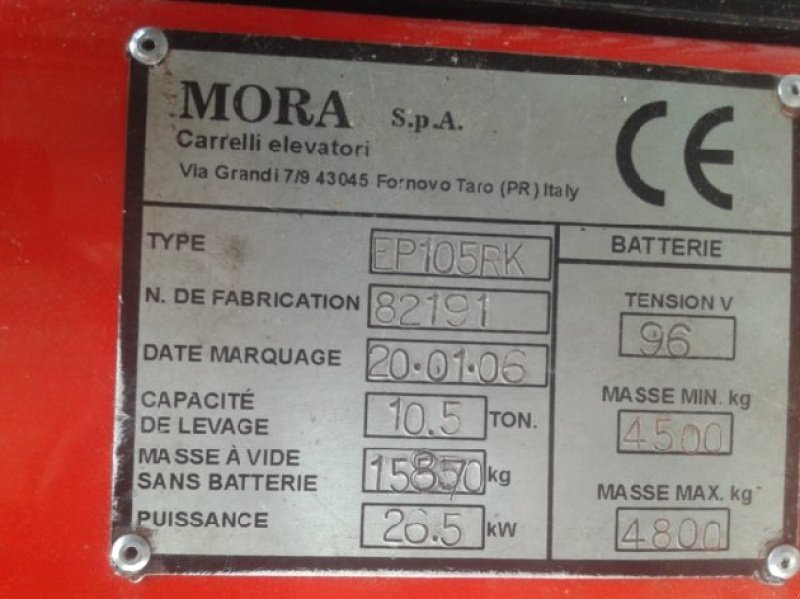 MORA S.p.A.
Carrelli elevatori
Via Grandi 7/9 43045 Fornovo Taro (PR) Italy
CE
TYPE EP105RK
N. DE FABRICATION 82191
DATE MARQUAGE 20·01·06
CAPACITÉ
DE LEVAGE 10.5 TON.
MASSE À VIDE
SANS BATTERIE kg
PUISSANCE 26.5 kW
BATTERIE
TENSION V
96
MASSE MIN. kg
4500
MASSE MAX. kg
4800